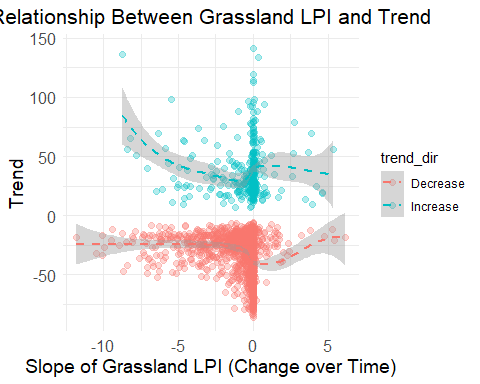 Relationship Between Grassland LPI and Trend
150
100
50
0
-50
Trend
-10
-5
0
5
Slope of Grassland LPI (Change over Time)
trend_dir
Decrease
Increase